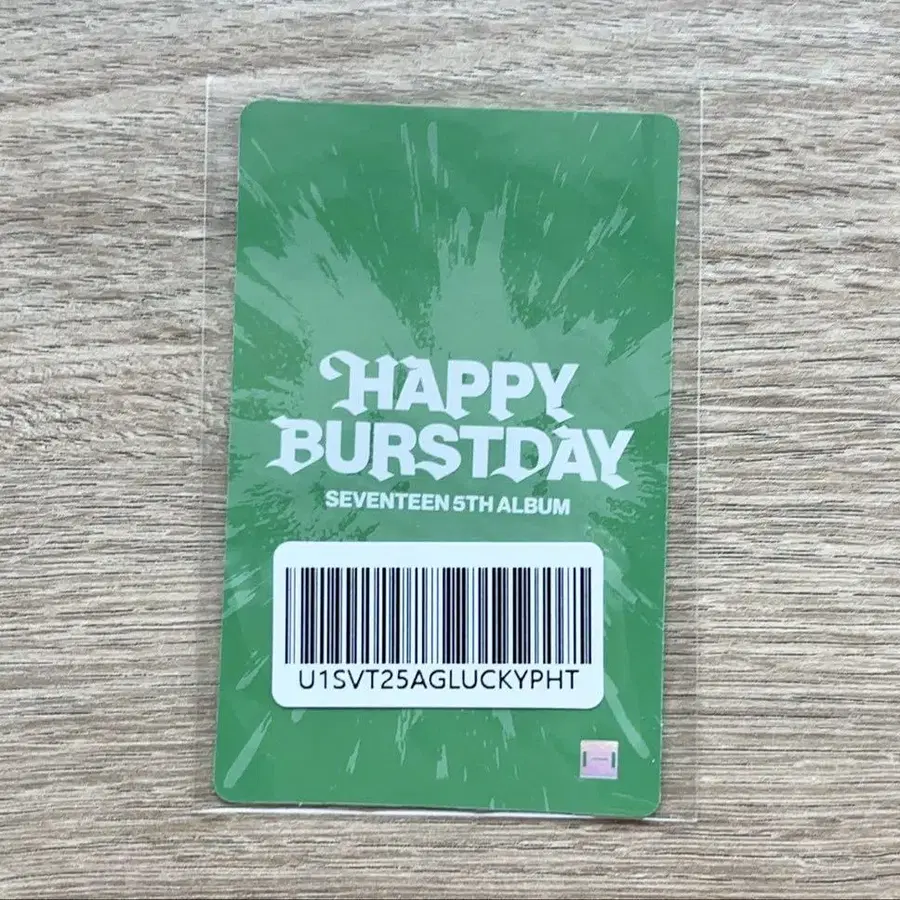 HAPPY
BURSTDAY
SEVENTEEN 5TH ALBUM
U1SVT25AGLUCKYPHT